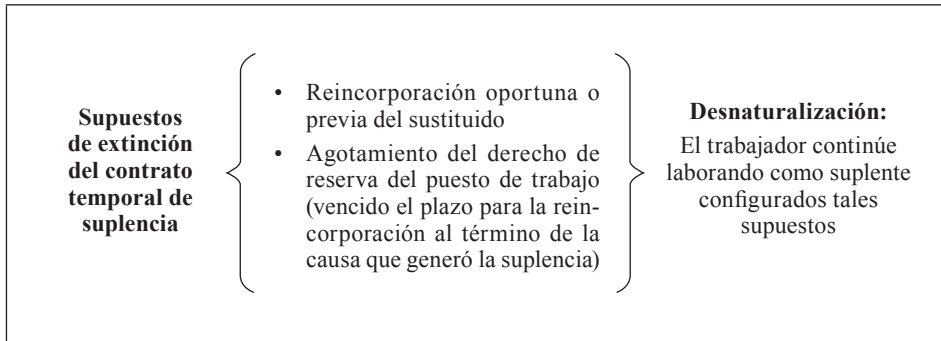 Supuestos
de extinción
del contrato
temporal de
suplencia
• Reincorporación oportuna o
previa del sustituido
• Agotamiento del derecho de
reserva del puesto de trabajo
(vencido el plazo para la rein-
corporación al término de la
causa que generó la suplencia)
Desnaturalización:
El trabajador continúe
laborando como suplente
configurados tales
supuestos